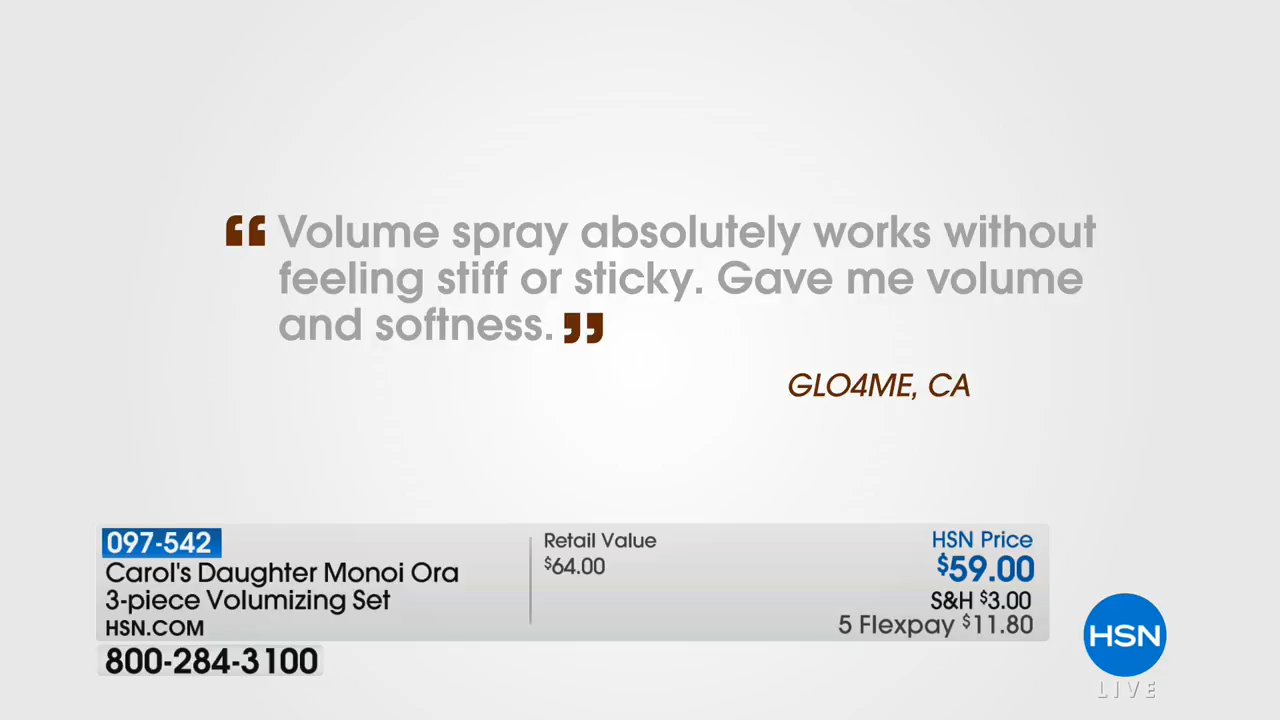 “Volume spray absolutely works without
feeling stiff or sticky. Gave me volume
and softness.”
GLO4ME, CA
097-542
Carol's Daughter Monoi Ora
3-piece Volumizing Set
HSN.COM
800-284-3100
Retail Value
$64.00
HSN Price
$59.00
S&H $3.00
5 Flexpay $11.80
HSN
LIVE